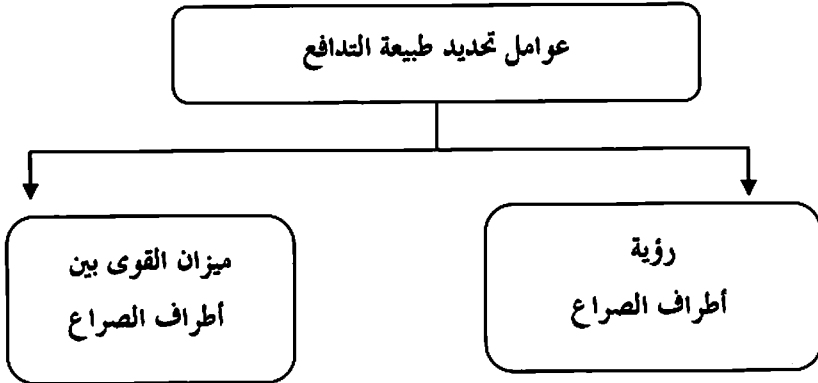 عوامل تحديد طبيعة التدافع
رؤية
أطراف الصراع
ميزان القوى بين
أطراف الصراع